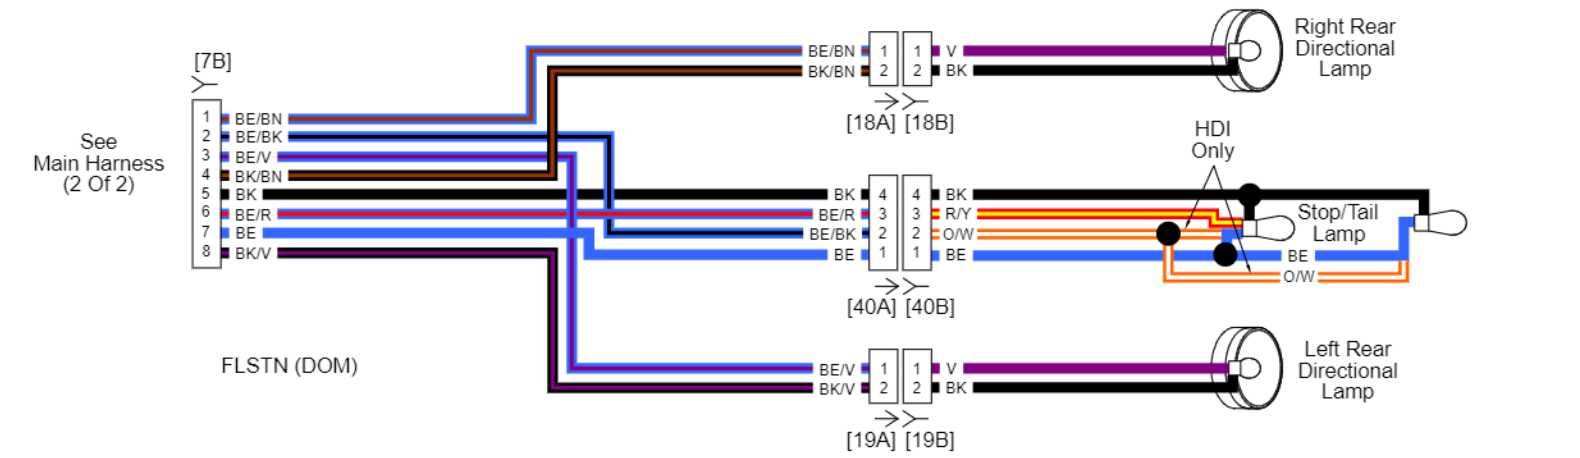 [7B]
See
Main Harness
(2 Of 2)
1 BE/BN
2 BE/BK
3 BE/V
4 BK/BN
5 BK
6 BE/R
7 BE
8 BK/V
FLSTN (DOM)
BE/BN 1 1 V
BK/BN 2 2 BK
[18A] [18B]
Right Rear
Directional
Lamp
HDI
Only
BK 4 4 BK
BE/R 3 3 R/Y
BE/BK 2 2 O/W
BE 1 1 BE
[40A] [40B]
Stop/Tail
Lamp
BE
O/W
BE/V 1 1 V
BK/V 2 2 BK
[19A] [19B]
Left Rear
Directional
Lamp